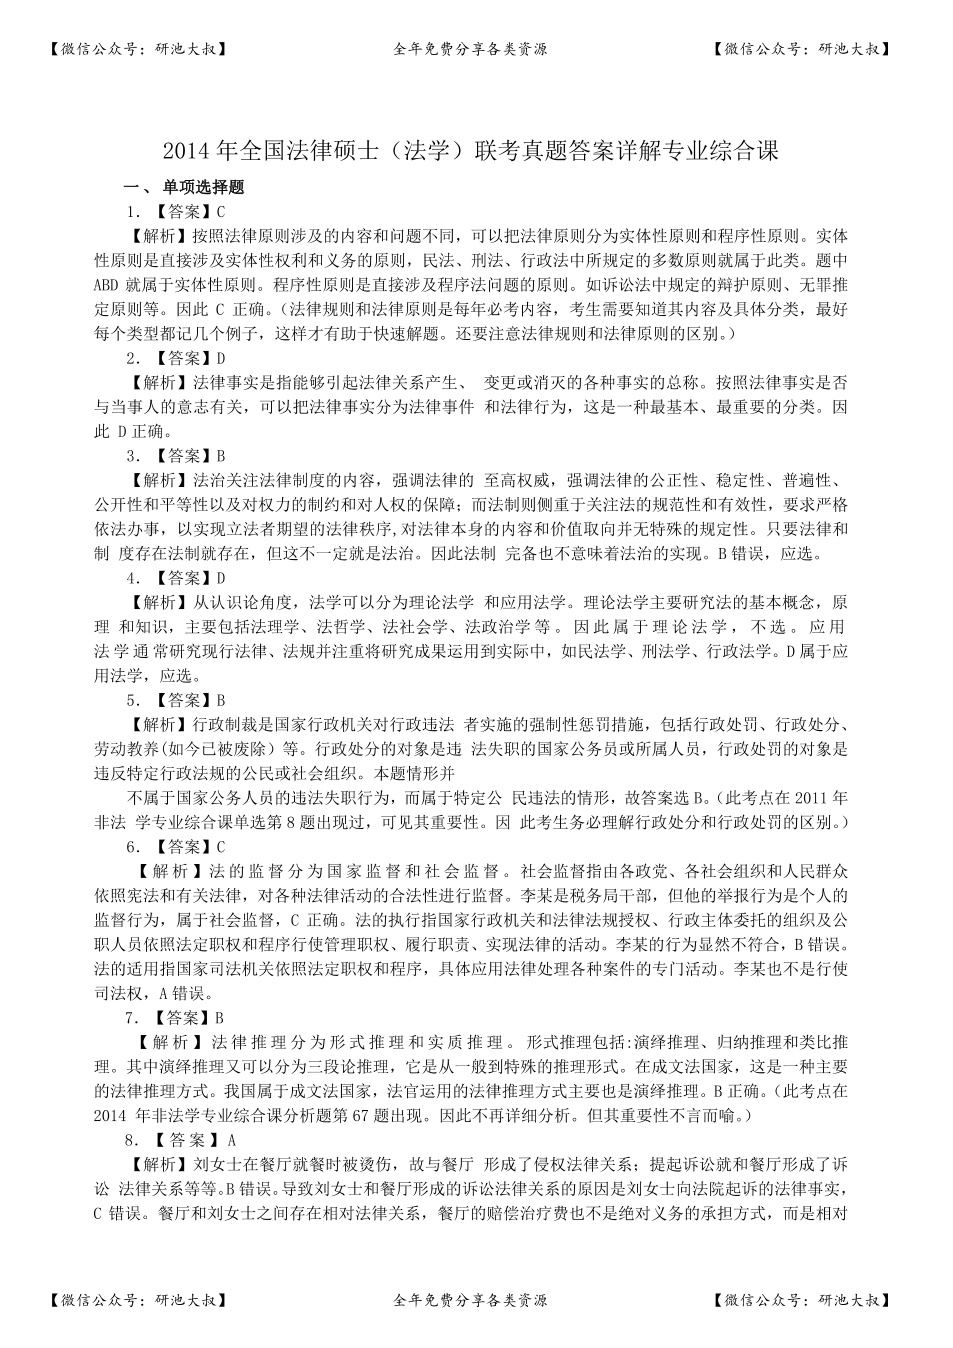 【微信公众号：研池大叔】 全年免费分享各类资源 【微信公众号：研池大叔】
2014 年全国法律硕士（法学）联考真题答案详解专业综合课
一 、 单项选择题
1. 【答案】C
【解析】按照法律原则涉及的内容和问题不同，可以把法律原则分为实体性原则和程序性原则。实体
性原则是直接涉及实体性权利和义务的原则，民法、刑法、行政法中所规定的多数原则就属于此类。题中
ABD 就属于实体性原则。程序性原则是直接涉及程序法问题的原则。如诉讼法中规定的辩护原则、无罪推
定原则等。因此 C 正确。（法律规则和法律原则是每年必考内容，考生需要知道其内容及具体分类，最好
每个类型都记几个例子，这样才有助于快速解题。还要注意法律规则和法律原则的区别。）
2. 【答案】D
【解析】法律事实是指能够引起法律关系产生、 变更或消灭的各种事实的总称。按照法律事实是否
与当事人的意志有关，可以把法律事实分为法律事件 和法律行为，这是一种最基本、最重要的分类。因
此 D 正确。
3. 【答案】B
【解析】法治关注法律制度的内容，强调法律的 至高权威，强调法律的公正性、稳定性、普遍性、
公开性和平等性以及对权力的制约和对人权的保障；而法制则侧重于关注法的规范性和有效性，要求严格
依法办事，以实现立法者期望的法律秩序,对法律本身的内容和价值取向并无特殊的规定性。只要法律和
制 度存在法制就存在，但这不一定就是法治。因此法制 完备也不意味着法治的实现。B 错误，应选。
4. 【答案】D
【解析】从认识论角度，法学可以分为理论法学 和应用法学。理论法学主要研究法的基本概念，原
理 和知识，主要包括法理学、法哲学、法社会学、法政治学 等 。 因 此 属 于 理 论 法 学 ， 不 选 。 应 用
法 学 通 常研究现行法律、法规并注重将研究成果运用到实际中，如民法学、刑法学、行政法学。D 属于应
用法学，应选。
5. 【答案】B
【解析】行政制裁是国家行政机关对行政违法 者实施的强制性惩罚措施，包括行政处罚、行政处分、
劳动教养(如今已被废除）等。行政处分的对象是违 法失职的国家公务员或所属人员，行政处罚的对象是
违反特定行政法规的公民或社会组织。本题情形并
不属于国家公务人员的违法失职行为，而属于特定公 民违法的情形，故答案选 B。（此考点在 2011 年
非法 学专业综合课单选第 8 题出现过，可见其重要性。因 此考生务必理解行政处分和行政处罚的区别。）
6. 【答案】C
【 解 析 】 法 的 监 督 分 为 国 家 监 督 和 社 会 监 督 。 社会监督指由各政党、各社会组织和人民群众
依照宪法和有关法律，对各种法律活动的合法性进行监督。李某是税务局干部，但他的举报行为是个人的
监督行为，属于社会监督，C 正确。法的执行指国家行政机关和法律法规授权、行政主体委托的组织及公
职人员依照法定职权和程序行使管理职权、履行职责、实现法律的活动。李某的行为显然不符合，B 错误。
法的适用指国家司法机关依照法定职权和程序，具体应用法律处理各种案件的专门活动。李某也不是行使
司法权，A 错误。
7. 【答案】B
【 解 析 】 法 律 推 理 分 为 形 式 推 理 和 实 质 推 理 。 形式推理包括:演绎推理、归纳推理和类比推
理。其中演绎推理又可以分为三段论推理，它是从一般到特殊的推理形式。在成文法国家，这是一种主要
的法律推理方式。我国属于成文法国家，法官运用的法律推理方式主要也是演绎推理。B 正确。（此考点在
2014 年非法学专业综合课分析题第 67 题出现。因此不再详细分析。但其重要性不言而喻。）
8. 【 答 案 】 A
【解析】刘女士在餐厅就餐时被烫伤，故与餐厅 形成了侵权法律关系；提起诉讼就和餐厅形成了诉
讼 法律关系等等。B 错误。导致刘女士和餐厅形成的诉讼法律关系的原因是刘女士向法院起诉的法律事实，
C 错误。餐厅和刘女士之间存在相对法律关系，餐厅的赔偿治疗费也不是绝对义务的承担方式，而是相对
【微信公众号：研池大叔】 全年免费分享各类资源 【微信公众号：研池大叔】